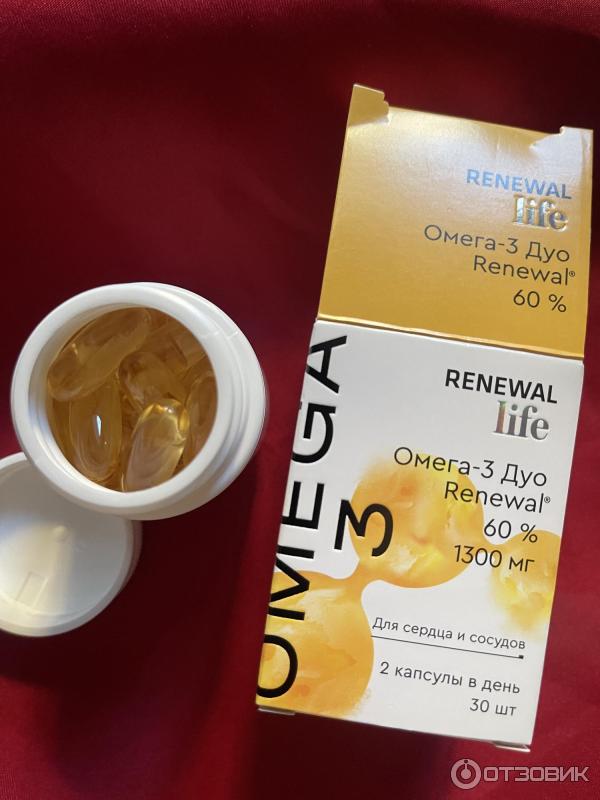 RENEWAL
life
Омега-3 Дуо
Renewal®
60 %
OMEGA
3
RENEWAL
life
Омега-3 Дуо
Renewal®
60 %
1300 мг
Для сердца и сосудов
2 капсулы в день
30 шт
ОТЗОВИК